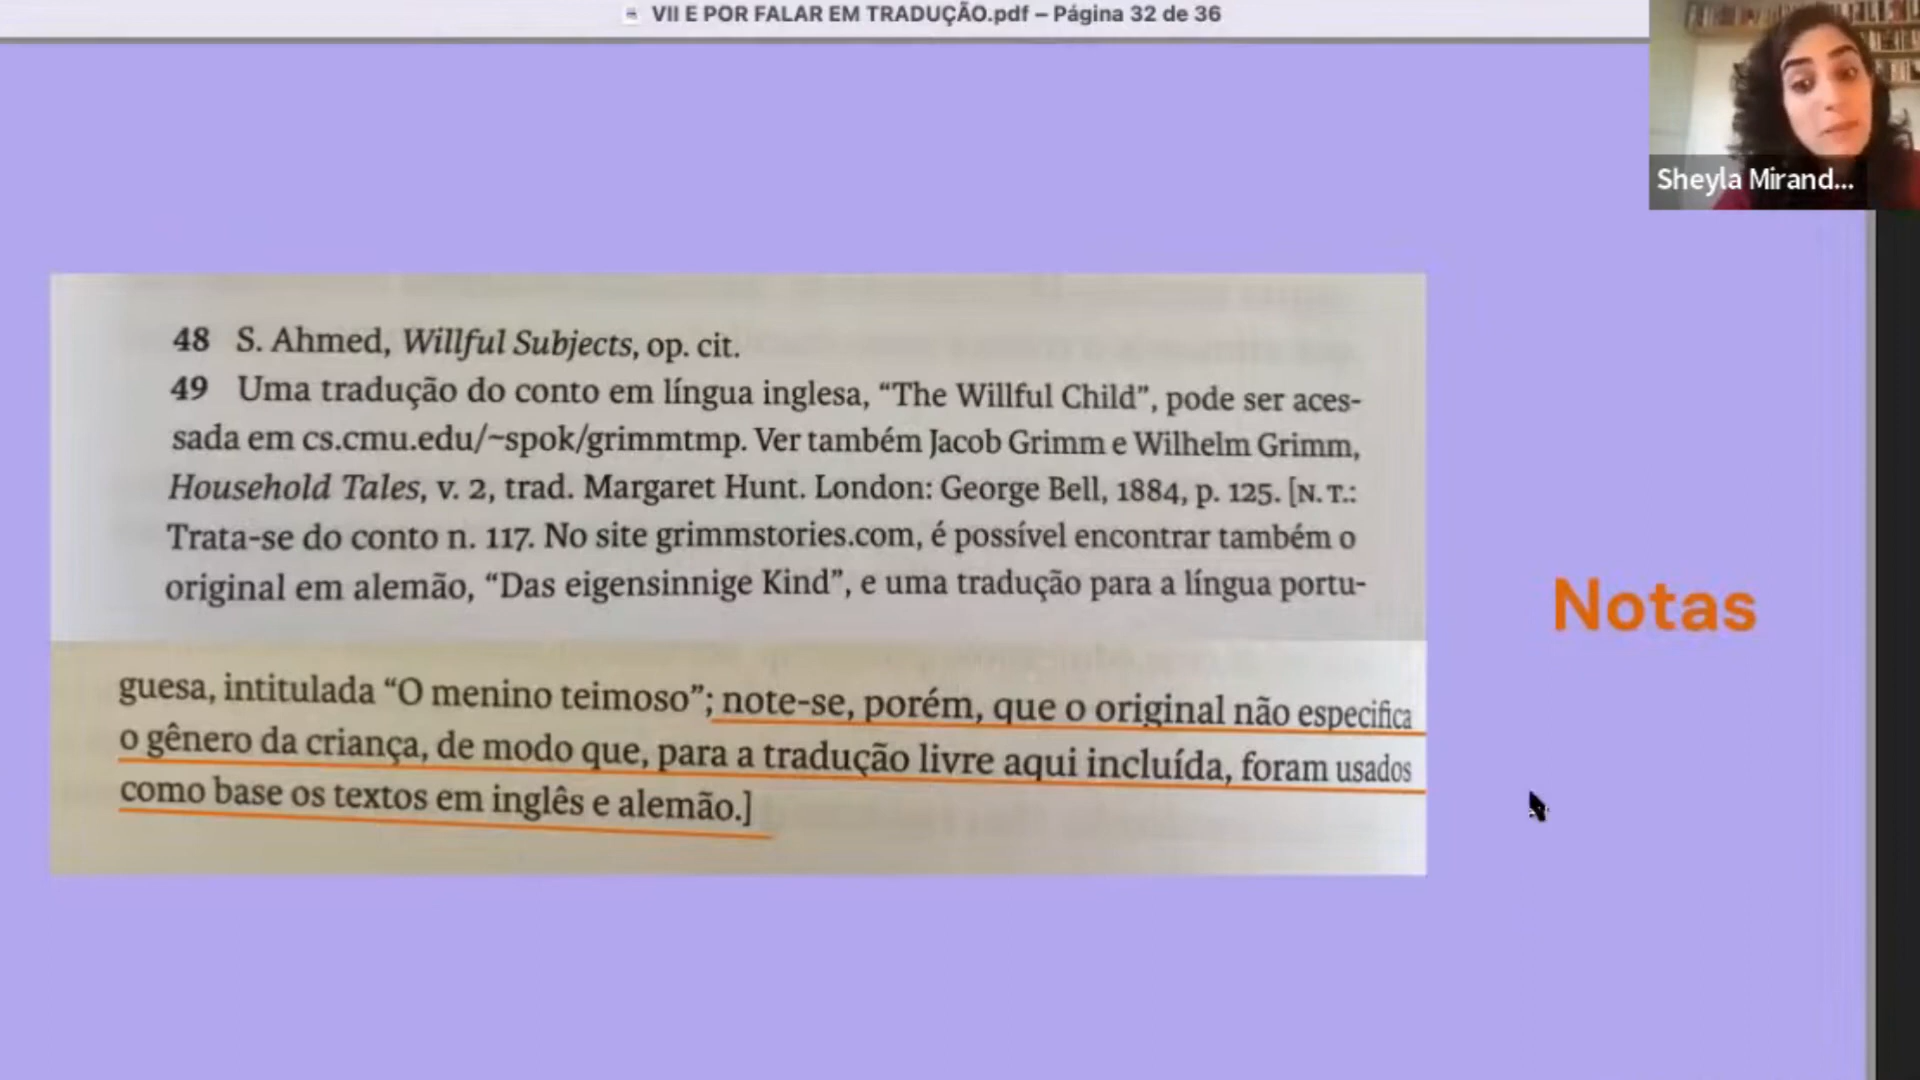 VII E POR FALAR EM TRADUÇÃO.pdf – Página 32 de 36
Sheyla Mirand...
48 S. Ahmed, Willful Subjects, op. cit.
49 Uma tradução do conto em língua inglesa, “The Willful Child”, pode ser aces-
sada em cs.cmu.edu/~spok/grimmtmp. Ver também Jacob Grimm e Wilhelm Grimm,
Household Tales, v. 2, trad. Margaret Hunt. London: George Bell, 1884, p. 125. [N. T.:
Trata-se do conto n. 117. No site grimmstories.com, é possível encontrar também o
original em alemão, “Das eigensinnige Kind”, e uma tradução para a língua portu-
guesa, intitulada “O menino teimoso”; note-se, porém, que o original não especifica
o gênero da criança, de modo que, para a tradução livre aqui incluída, foram usados
como base os textos em inglês e alemão.]
Notas